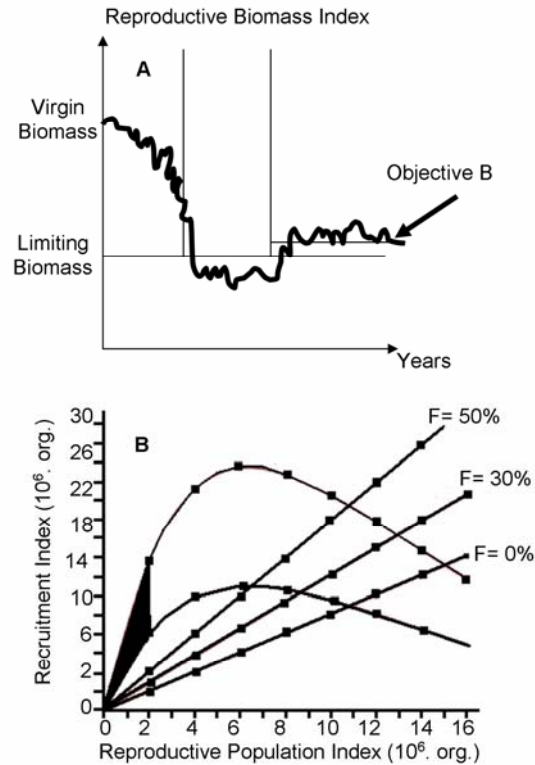 Reproductive Biomass Index
A
Virgin
Biomass
Objective B
Limiting
Biomass
Years
B
F= 50%
F= 30%
F= 0%
30
26
22
18
14
10
6
2
0
Recruitment Index (10⁶. org.)
0 2 4 6 8 10 12 14 16
Reproductive Population Index (10⁶. org.)